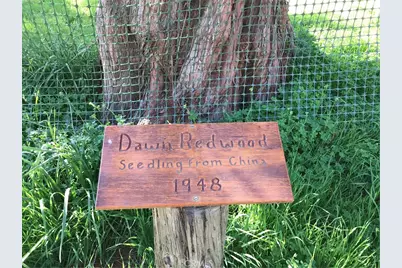 Dawn Redwood
Seedling from China
1948